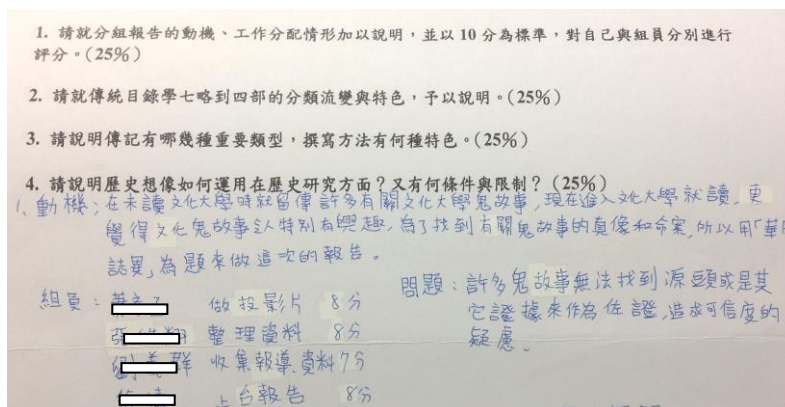 1. 請就分組報告的動機、工作分配情形加以說明，並以 10 分為標準，對自己與組員分別進行
評分。(25%)
2. 請就傳統目錄學七略到四部的分類流變與特色，予以說明。(25%)
3. 請說明傳記有哪幾種重要類型，撰寫方法有何種特色。(25%)
4. 請說明歷史想像如何運用在歷史研究方面？又有何條件與限制？(25%)
1、動機：在未讀文化大學時就留傳許多有關文化大學鬼故事，現在進入文化大學就讀，更
覺得文化鬼故事令人特別有興趣，為了找到有關鬼故事的真像和命案，所以用「華
誌異」為題來做這次的報告。
組員： 做投影片 8分
整理資料 8分
群 收集報導資料7分
上台報告 8分
問題：許多鬼故事無法找到源頭或是其
它證據來作為佐證，造成可信度的
疑慮。